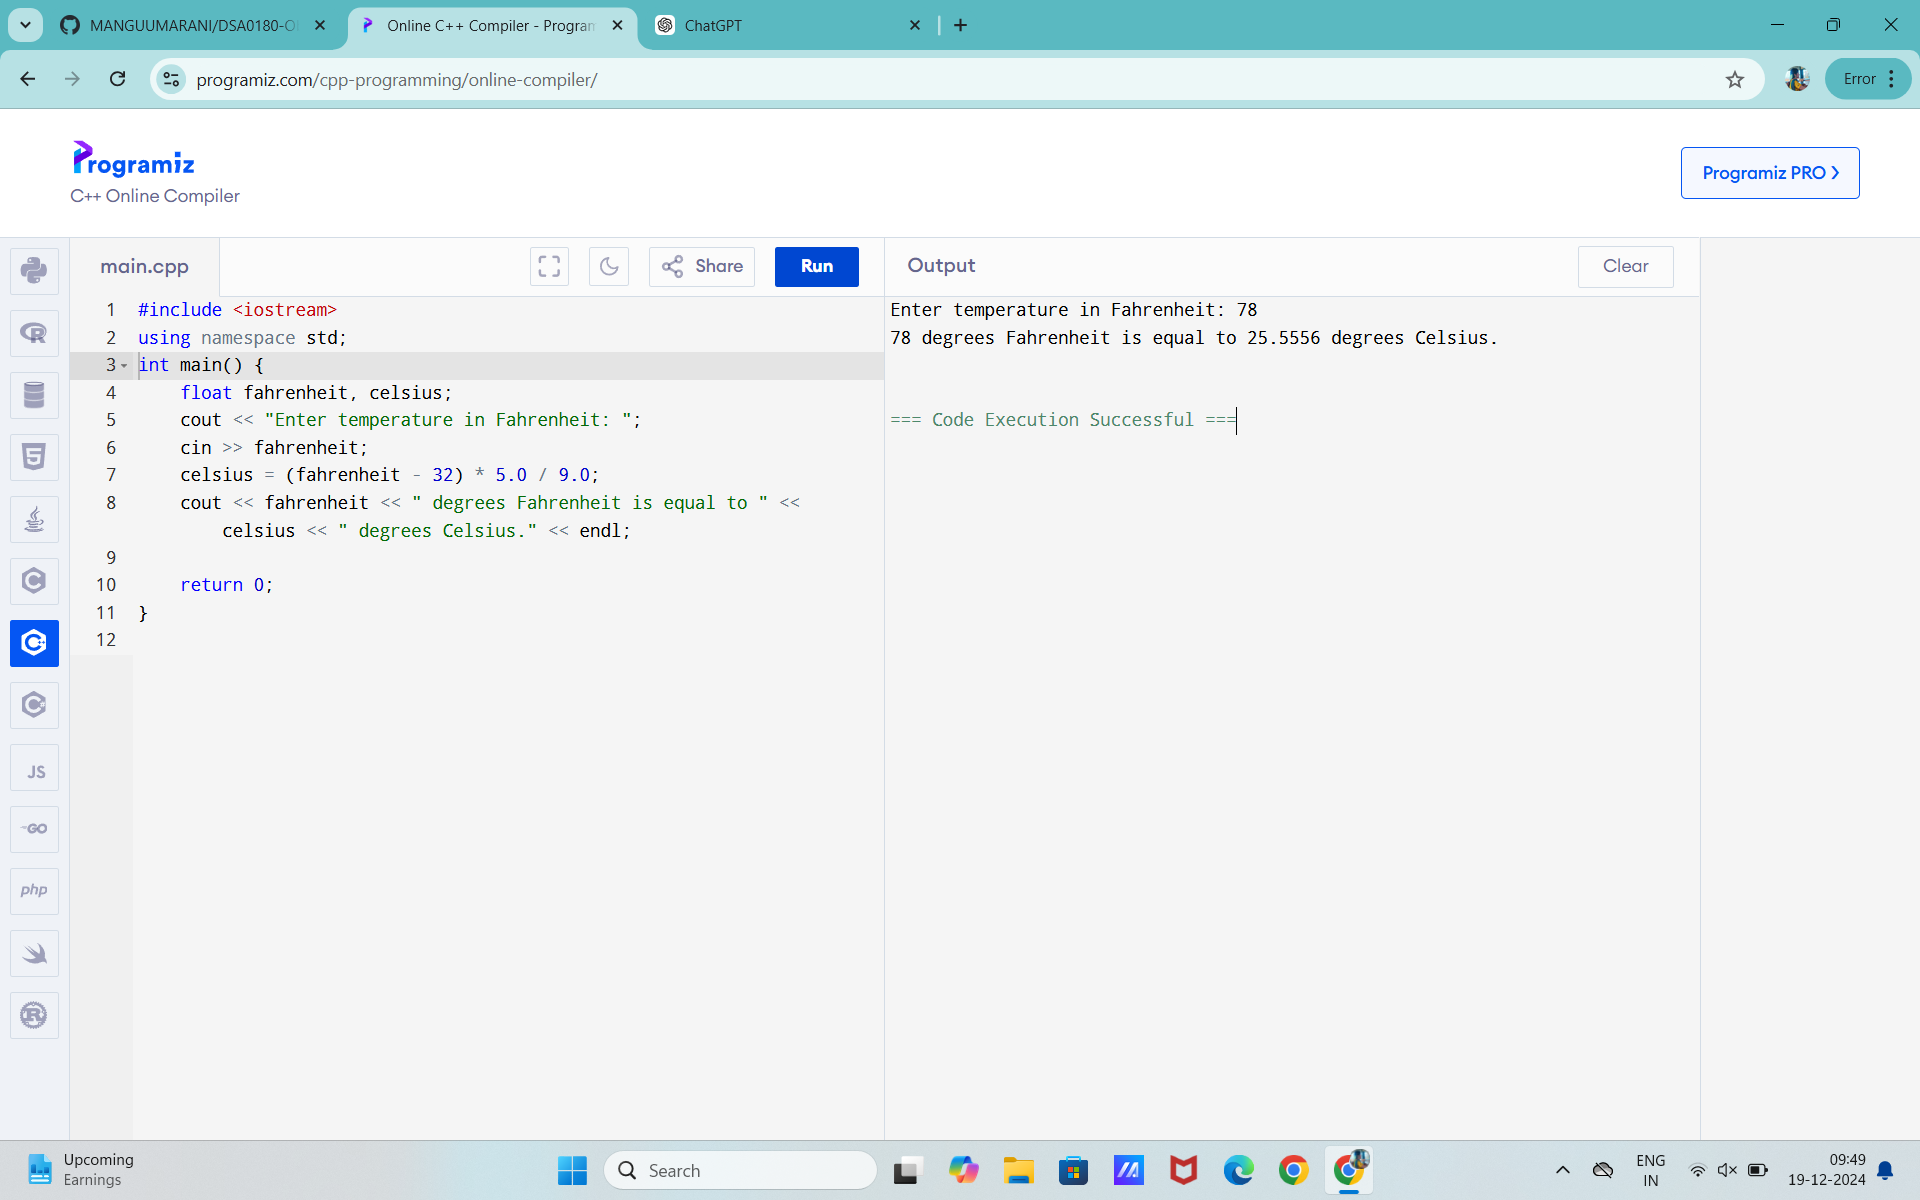 MANGUUMARANI/DSA0180-O
Online C++ Compiler - Program
ChatGPT
programiz.com/cpp-programming/online-compiler/
Error
Programiz
C++ Online Compiler
Programiz PRO
main.cpp
Share
Run
Output
Clear
1 #include <iostream>
2 using namespace std;
3 int main() {
4 float fahrenheit, celsius;
5 cout << "Enter temperature in Fahrenheit: ";
6 cin >> fahrenheit;
7 celsius = (fahrenheit - 32) * 5.0 / 9.0;
8 cout << fahrenheit << " degrees Fahrenheit is equal to " <<
celsius << " degrees Celsius." << endl;
9
10 return 0;
11 }
12
Enter temperature in Fahrenheit: 78
78 degrees Fahrenheit is equal to 25.5556 degrees Celsius.
=== Code Execution Successful ===
JS
GO
php
Upcoming
Earnings
Search
ENG
IN
09:49
19-12-2024